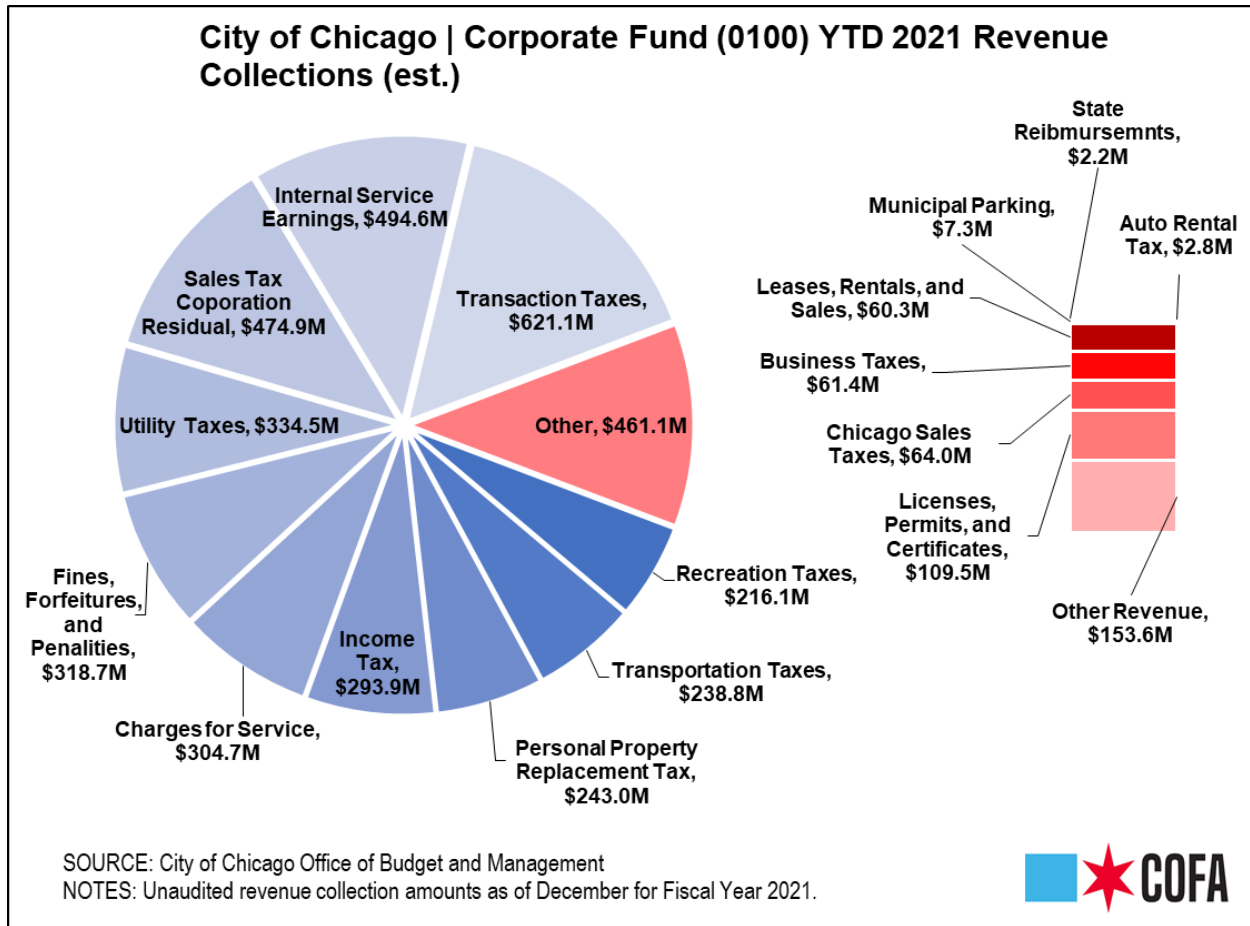 City of Chicago | Corporate Fund (0100) YTD 2021 Revenue
Collections (est.)
Internal Service
Earnings, $494.6M
Transaction Taxes,
$621.1M
Sales Tax
Coporation
Residual, $474.9M
Utility Taxes, $334.5M
Other, $461.1M
Fines,
Forfeitures,
and
Penalities,
$318.7M
Charges for Service,
$304.7M
Income
Tax,
$293.9M
Personal Property
Replacement Tax,
$243.0M
Transportation Taxes,
$238.8M
Recreation Taxes,
$216.1M
State
Reibmursemnts,
$2.2M
Municipal Parking,
$7.3M
Auto Rental
Tax, $2.8M
Leases, Rentals, and
Sales, $60.3M
Business Taxes,
$61.4M
Chicago Sales
Taxes, $64.0M
Licenses,
Permits, and
Certificates,
$109.5M
Other Revenue,
$153.6M
SOURCE: City of Chicago Office of Budget and Management
NOTES: Unaudited revenue collection amounts as of December for Fiscal Year 2021.
COFA